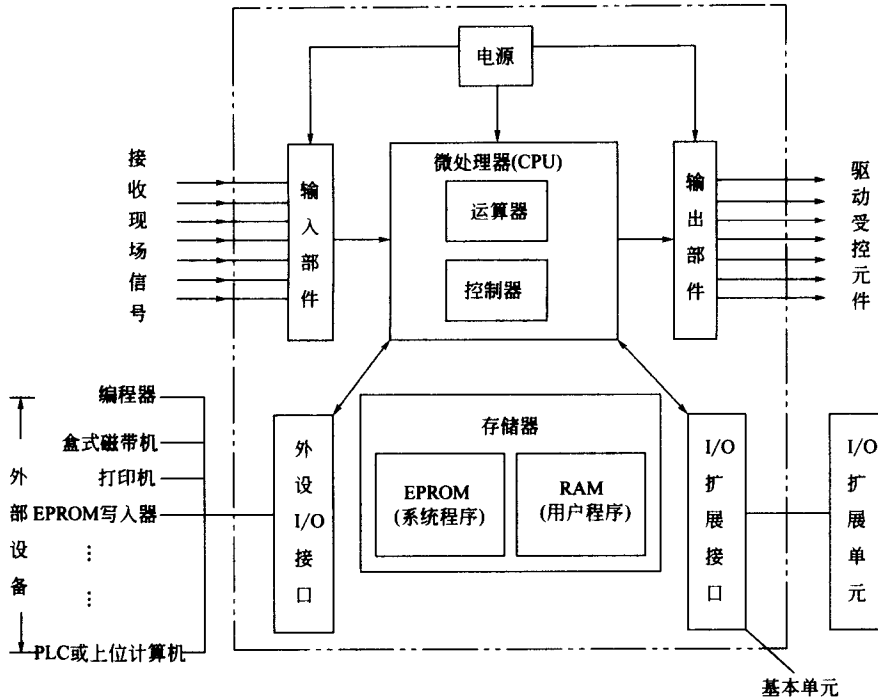 电源
接收现场信号
输入部件
微处理器(CPU)
运算器
控制器
输出部件
驱动受控元件
外部设备
编程器
盒式磁带机
打印机
EPROM写入器
⋮
⋮
PLC或上位计算机
外设I/O接口
存储器
EPROM
(系统程序)
RAM
(用户程序)
I/O扩展接口
I/O扩展单元
基本单元